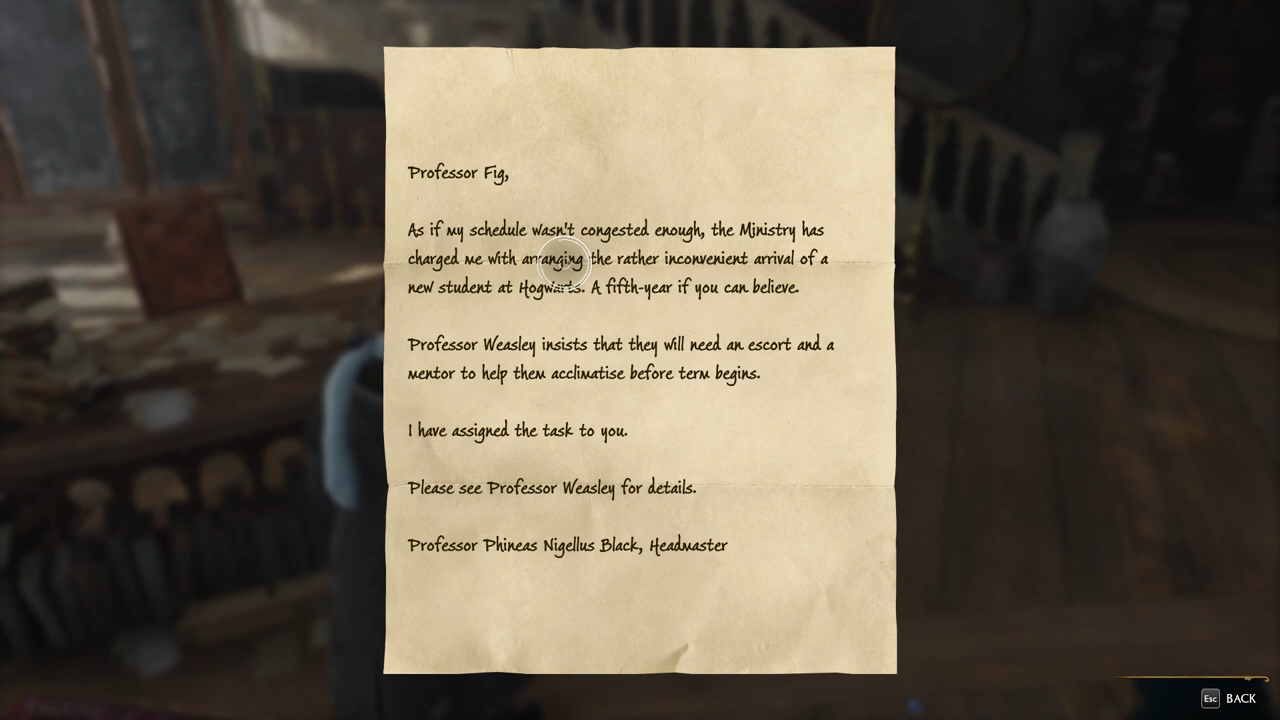 Professor Fig,
As if my schedule wasn't congested enough, the Ministry has
charged me with arranging the rather inconvenient arrival of a
new student at Hogwarts. A fifth-year if you can believe.
Professor Weasley insists that they will need an escort and a
mentor to help them acclimatise before term begins.
I have assigned the task to you.
Please see Professor Weasley for details.
Professor Phineas Nigellus Black, Headmaster
Esc BACK